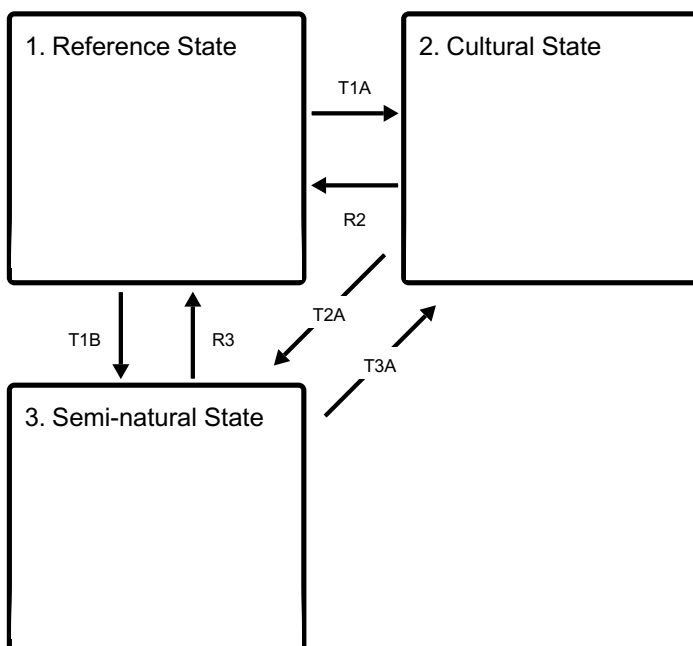 1. Reference State
2. Cultural State
T1A
R2
T2A
T1B
R3
T3A
3. Semi-natural State